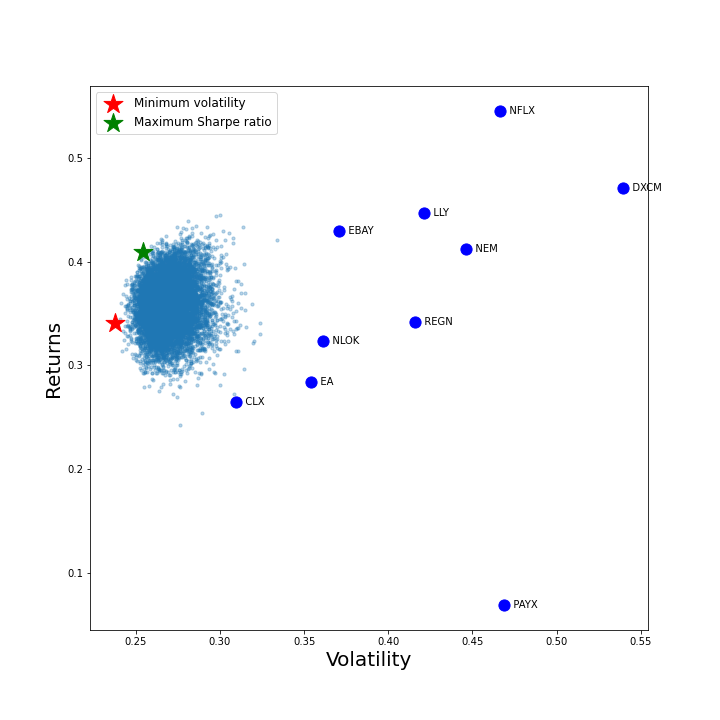 Minimum volatility
Maximum Sharpe ratio
NFLX
DXCM
LLY
EBAY
NEM
REGN
NLOK
EA
CLX
PAYX
0.5
0.4
0.3
0.2
0.1
Returns
0.25 0.30 0.35 0.40 0.45 0.50 0.55
Volatility